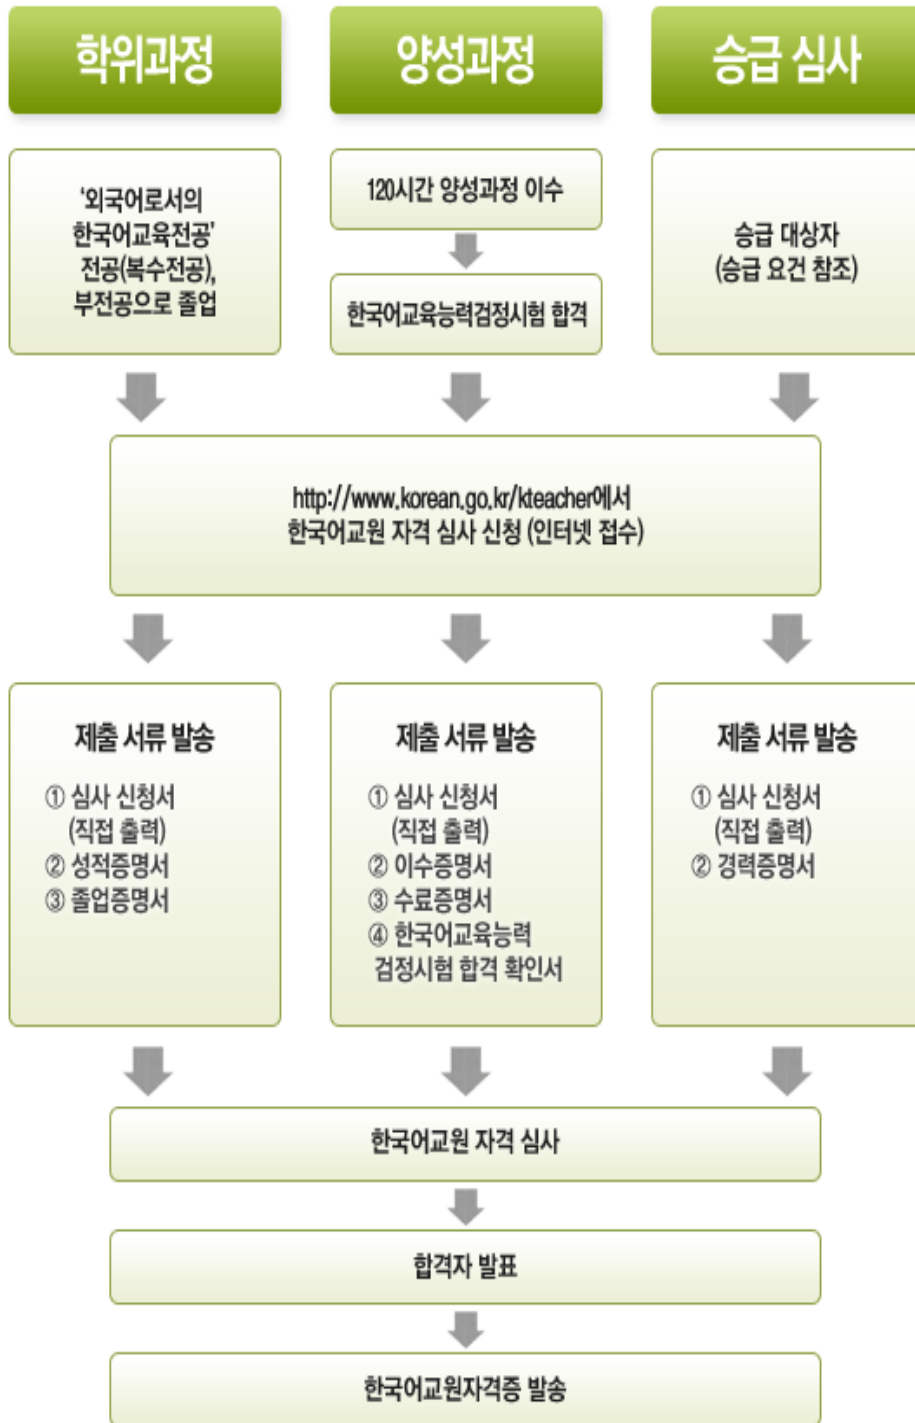 학위과정
양성과정
승급 심사
‘외국어로서의
한국어교육전공’
전공(복수전공),
부전공으로 졸업
120시간 양성과정 이수
한국어교육능력검정시험 합격
승급 대상자
(승급 요건 참조)
http://www.korean.go.kr/kteacher에서
한국어교원 자격 심사 신청 (인터넷 접수)
제출 서류 발송
① 심사 신청서
(직접 출력)
② 성적증명서
③ 졸업증명서
제출 서류 발송
① 심사 신청서
(직접 출력)
② 이수증명서
③ 수료증명서
④ 한국어교육능력
검정시험 합격 확인서
제출 서류 발송
① 심사 신청서
(직접 출력)
② 경력증명서
한국어교원 자격 심사
합격자 발표
한국어교원자격증 발송